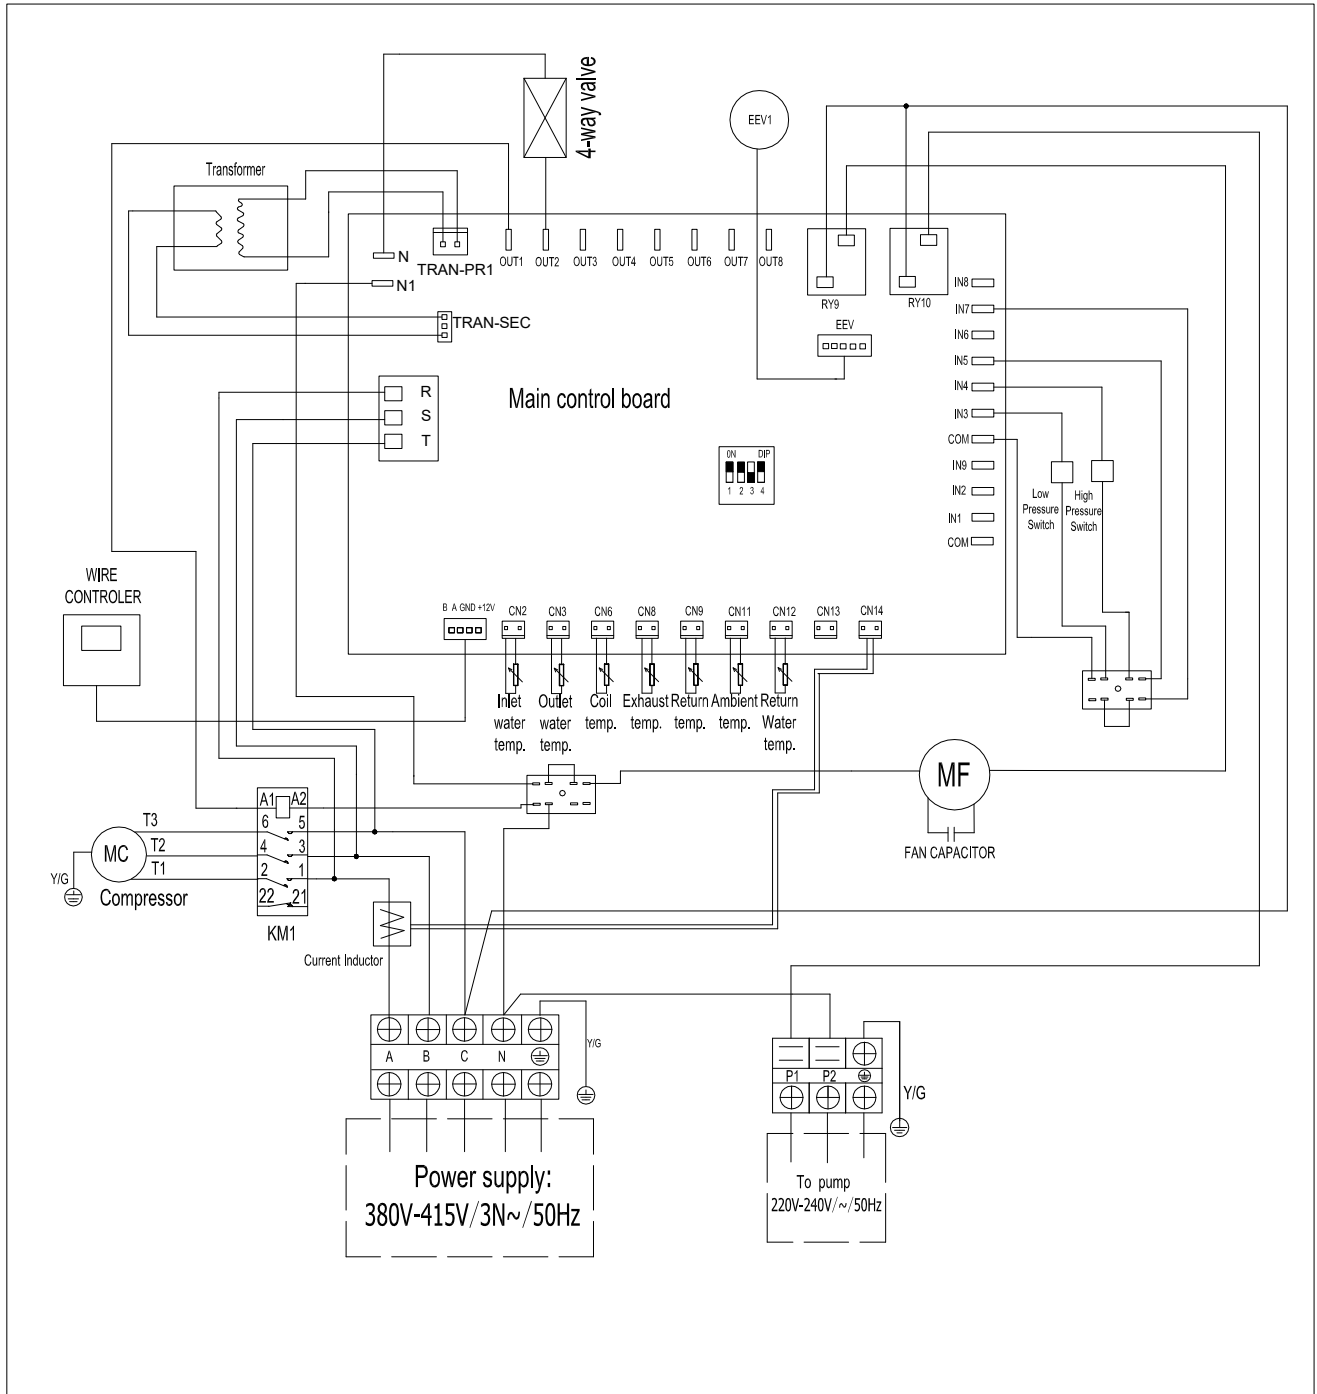 4-way valve
EEV1
Transformer
N
N1
TRAN-PR1
OUT1
OUT2
OUT3
OUT4
OUT5
OUT6
OUT7
OUT8
RY9
RY10
TRAN-SEC
EEV
IN8
IN7
IN6
IN5
IN4
IN3
COM
IN9
IN2
IN1
COM
R
S
T
Main control board
ON DIP
1 2 3 4
Low
Pressure
Switch
High
Pressure
Switch
WIRE
CONTROLER
B A GND +12V
CN2
CN3
CN6
CN8
CN9
CN11
CN12
CN13
CN14
Inlet
water
temp.
Outlet
water
temp.
Coil
temp.
Exhaust
temp.
Return
temp.
Ambient
temp.
Return
Water
temp.
MF
FAN CAPACITOR
A1 A2
6 5
4 3
2 1
22 21
KM1
T3
T2
T1
MC
Y/G
Compressor
Current Inductor
A B C N
Y/G
P1 P2
Y/G
Power supply:
380V-415V/3N~/50Hz
To pump
220V-240V/~/50Hz